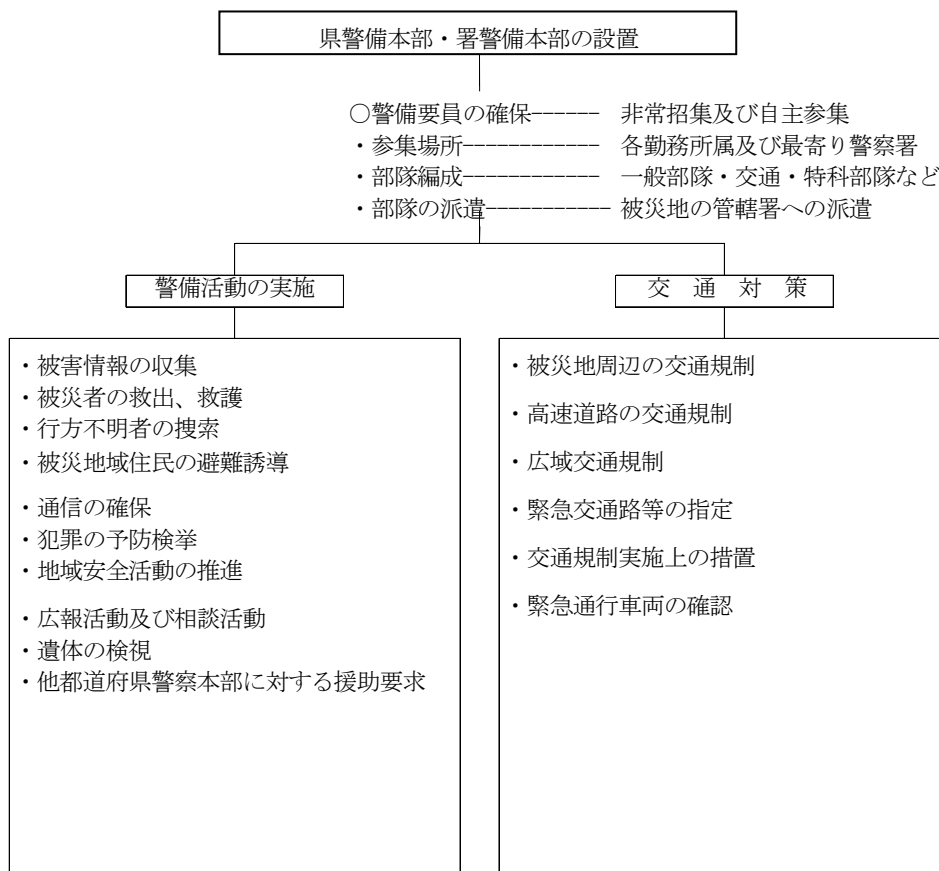 県警備本部・署警備本部の設置
○警備要員の確保------ 非常招集及び自主参集
・参集場所------------ 各勤務所属及び最寄り警察署
・部隊編成------------ 一般部隊・交通・特科部隊など
・部隊の派遣----------- 被災地の管轄署への派遣
警備活動の実施
・被害情報の収集
・被災者の救出、救護
・行方不明者の捜索
・被災地域住民の避難誘導
・通信の確保
・犯罪の予防検挙
・地域安全活動の推進
・広報活動及び相談活動
・遺体の検視
・他都道府県警察本部に対する援助要求
交 通 対 策
・被災地周辺の交通規制
・高速道路の交通規制
・広域交通規制
・緊急交通路等の指定
・交通規制実施上の措置
・緊急通行車両の確認